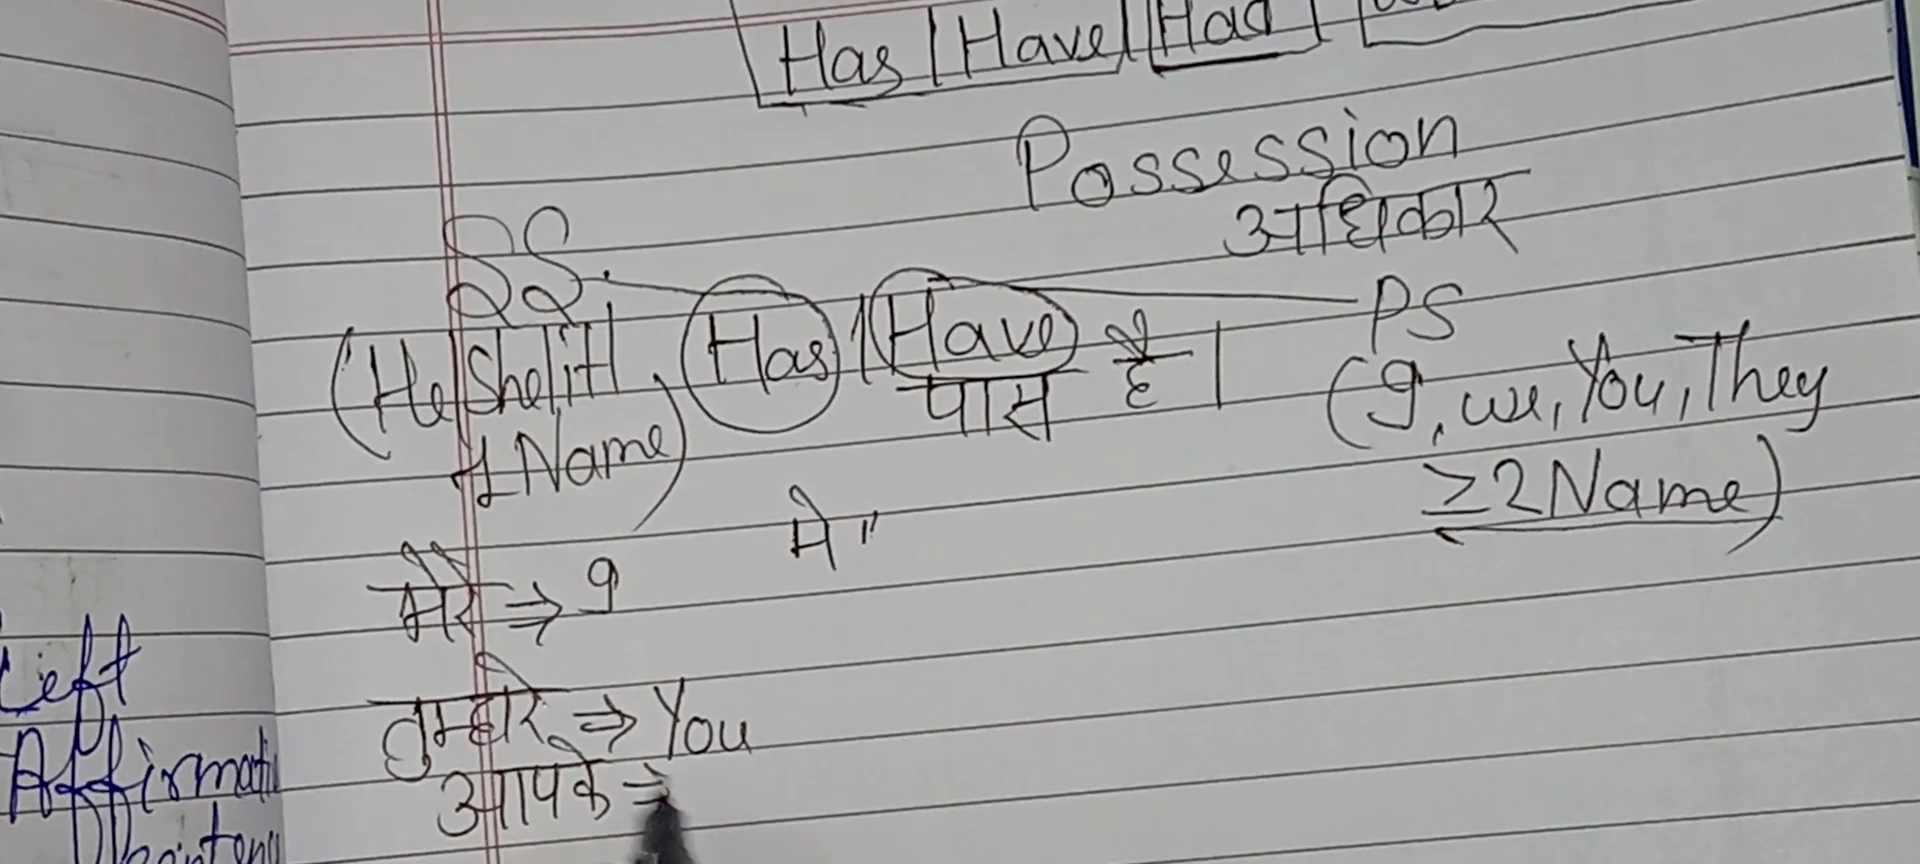 Has | Have | Had
Possession
अधिकार
SS.
PS
(He|She|it| Has / Have है |
पास
1 Name)
(I, we, You, They
≥2 Name)
मे "
मेरे ⇒ I
तुम्हारे ⇒ You
आपके ⇒
Left
Affirmati